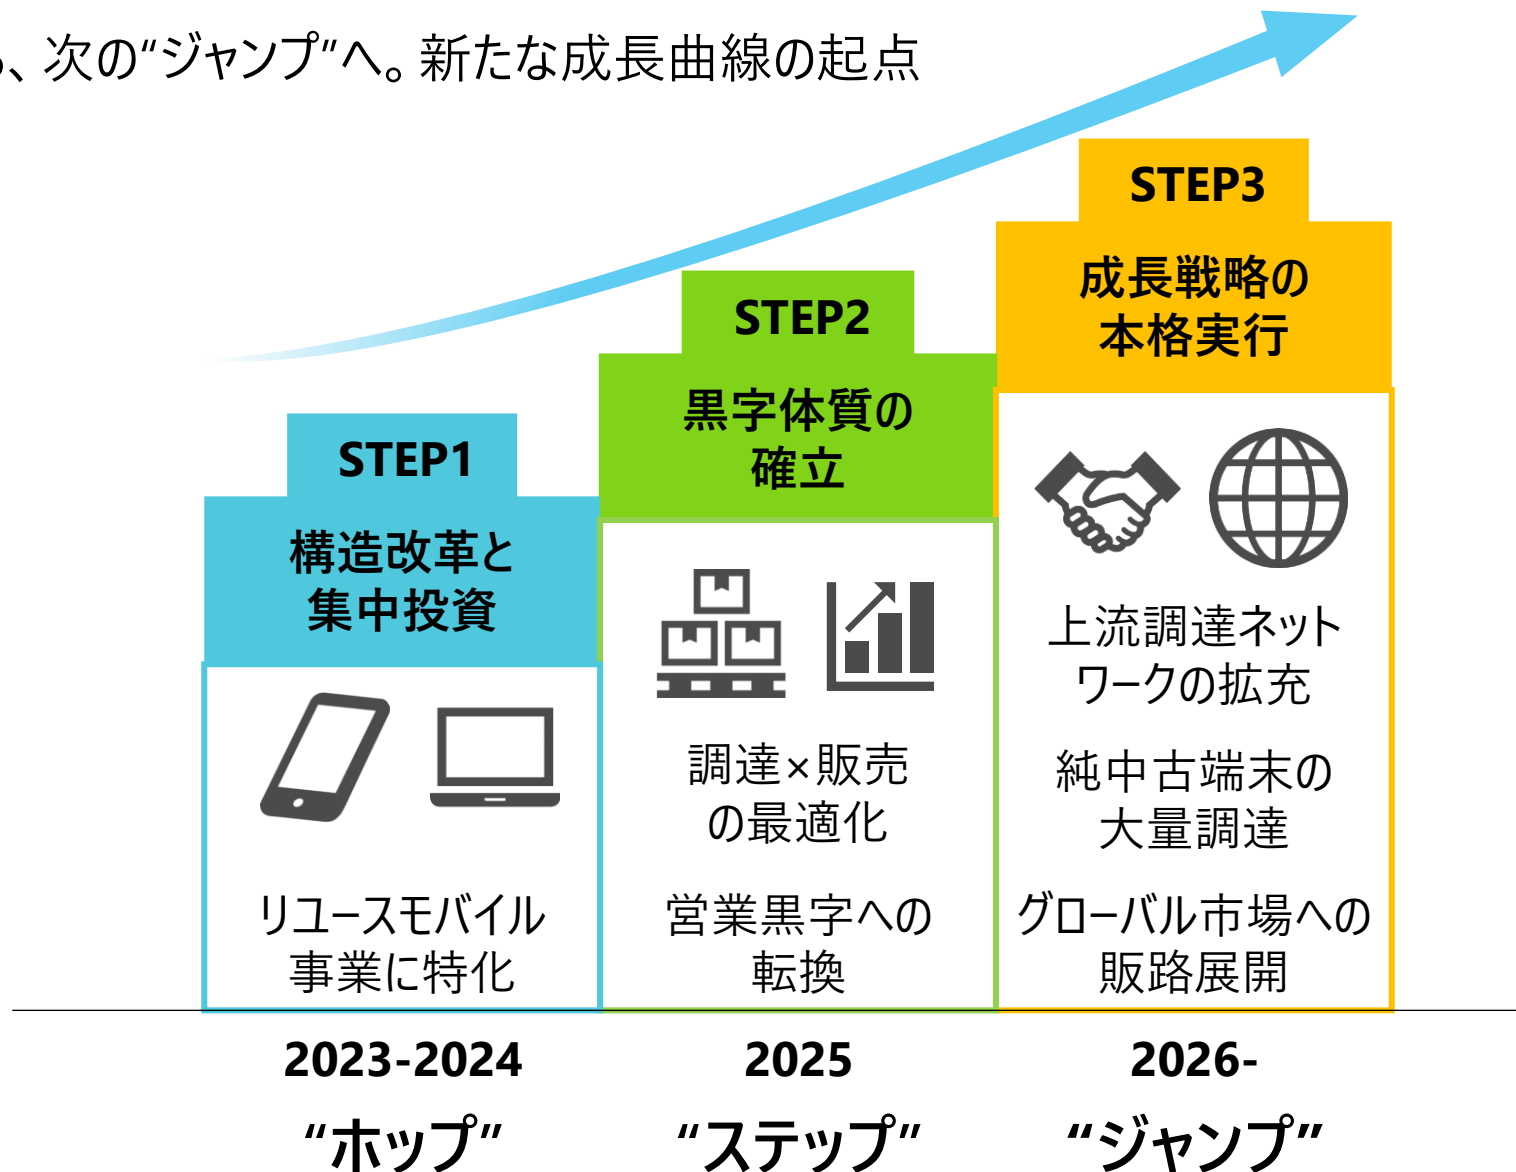 、次の“ジャンプ”へ。新たな成長曲線の起点
STEP1
構造改革と
集中投資
リユースモバイル
事業に特化
2023-2024
“ホップ”
STEP2
黒字体質の
確立
調達×販売
の最適化
営業黒字への
転換
2025
“ステップ”
STEP3
成長戦略の
本格実行
上流調達ネット
ワークの拡充
純中古端末の
大量調達
グローバル市場への
販路展開
2026-
“ジャンプ”